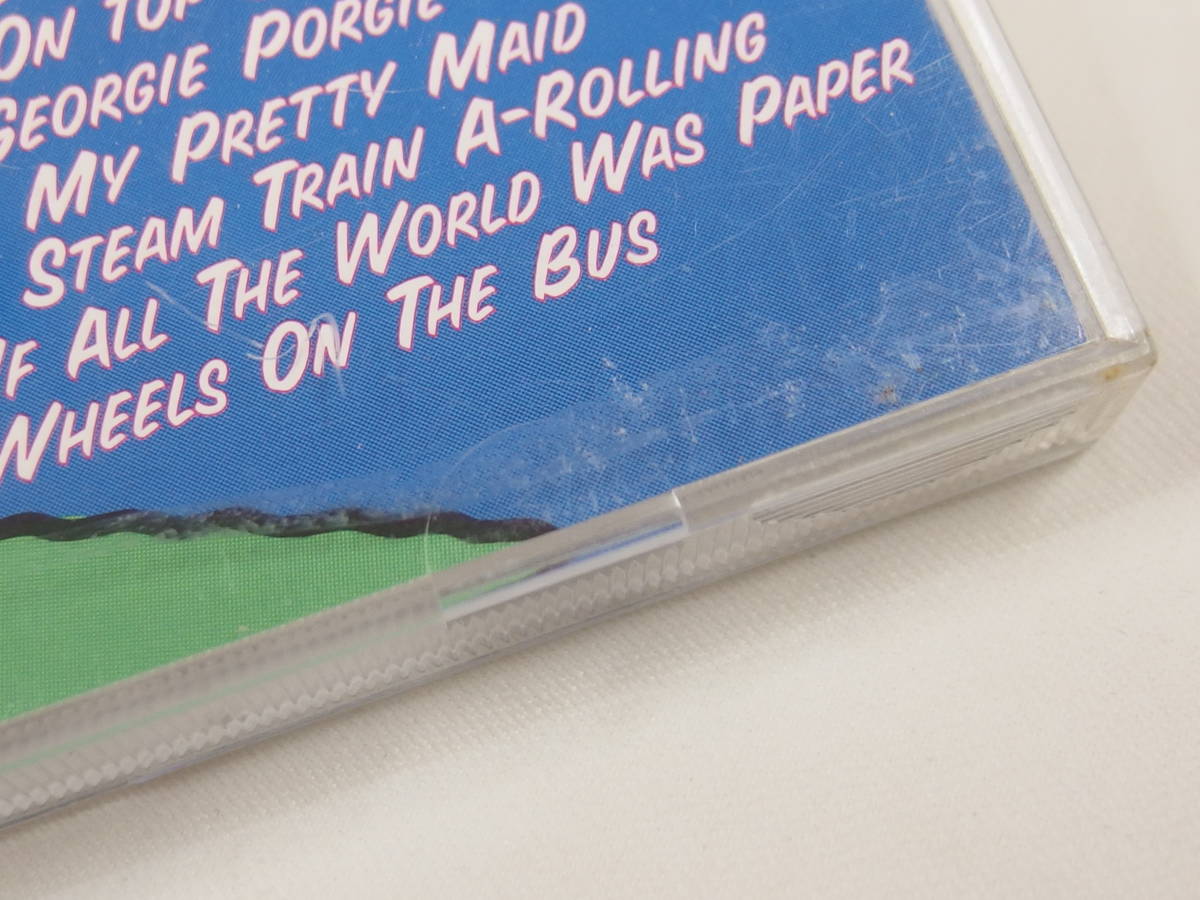 ON TOP
GEORGIE PORGIE
MY PRETTY MAID
STEAM TRAIN A-ROLLING
IF ALL THE WORLD WAS PAPER
WHEELS ON THE BUS